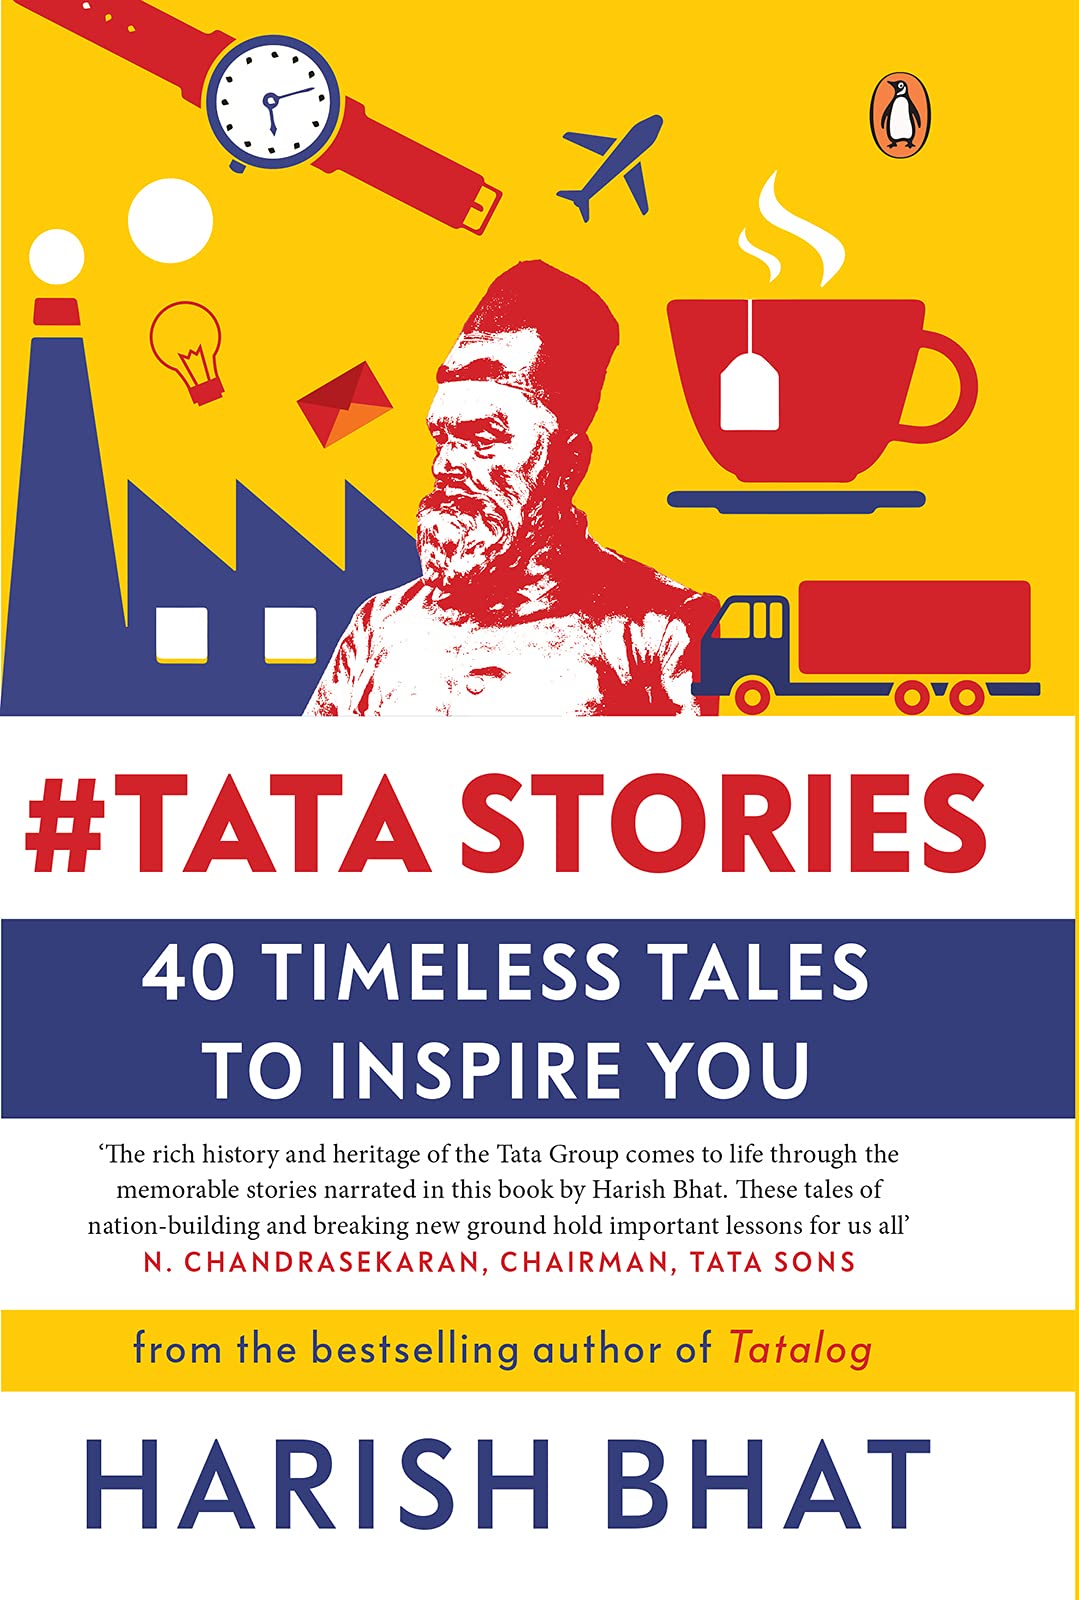 #TATA STORIES
40 TIMELESS TALES
TO INSPIRE YOU
‘The rich history and heritage of the Tata Group comes to life through the
memorable stories narrated in this book by Harish Bhat. These tales of
nation-building and breaking new ground hold important lessons for us all’
N. CHANDRASEKARAN, CHAIRMAN, TATA SONS
from the bestselling author of Tatalog
HARISH BHAT